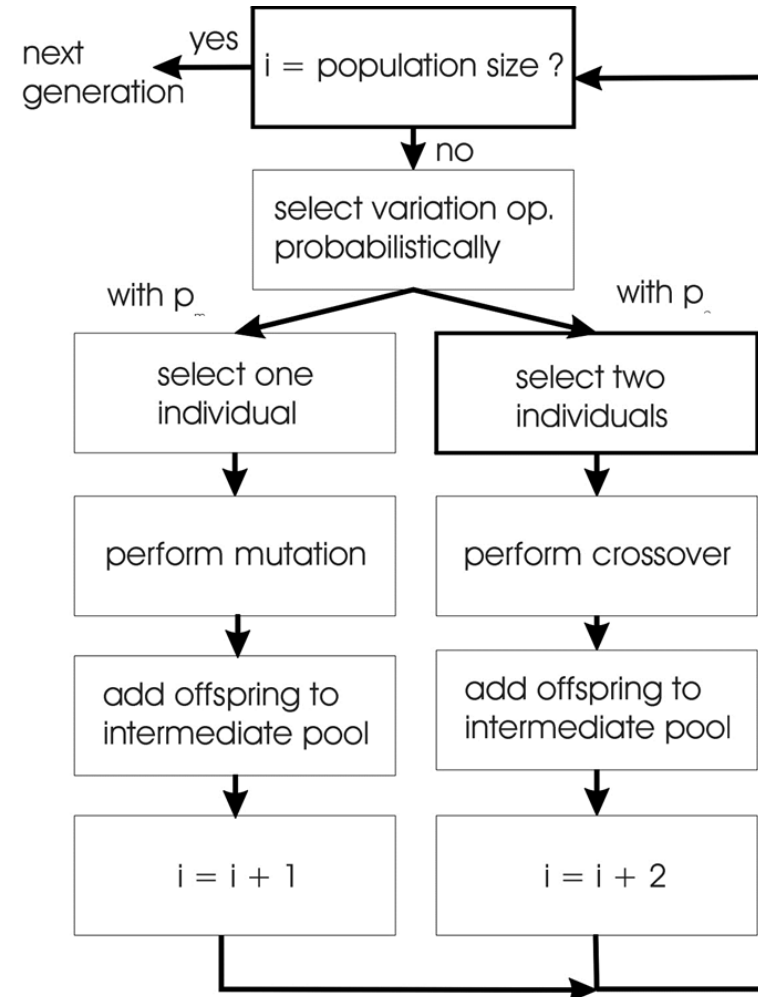 yes
next
generation
i = population size ?
no
select variation op.
probabilistically
with p
with p
select one
individual
select two
individuals
perform mutation
perform crossover
add offspring to
intermediate pool
add offspring to
intermediate pool
i = i + 1
i = i + 2